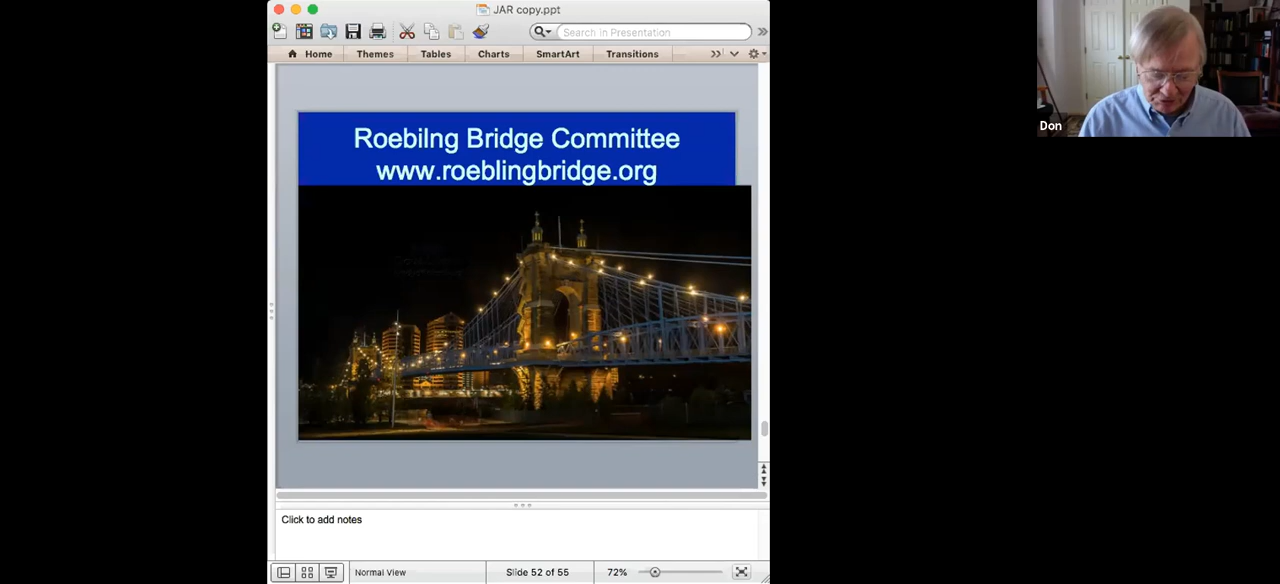 JAR copy.ppt
Search in Presentation
Home Themes Tables Charts SmartArt Transitions
Roebilng Bridge Committee
www.roeblingbridge.org
Click to add notes
Normal View Slide 52 of 55 72%
Don